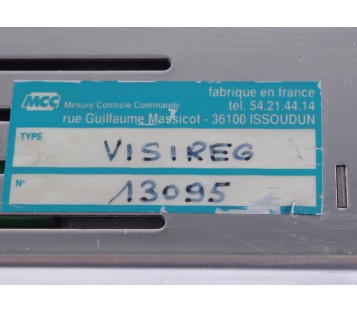 MCC Mesure Controle Commande
fabrique en france
tél. 54.21.44.14
rue Guillaume Massicot - 36100 ISSOUDUN
TYPE VISIREG
N° 13095